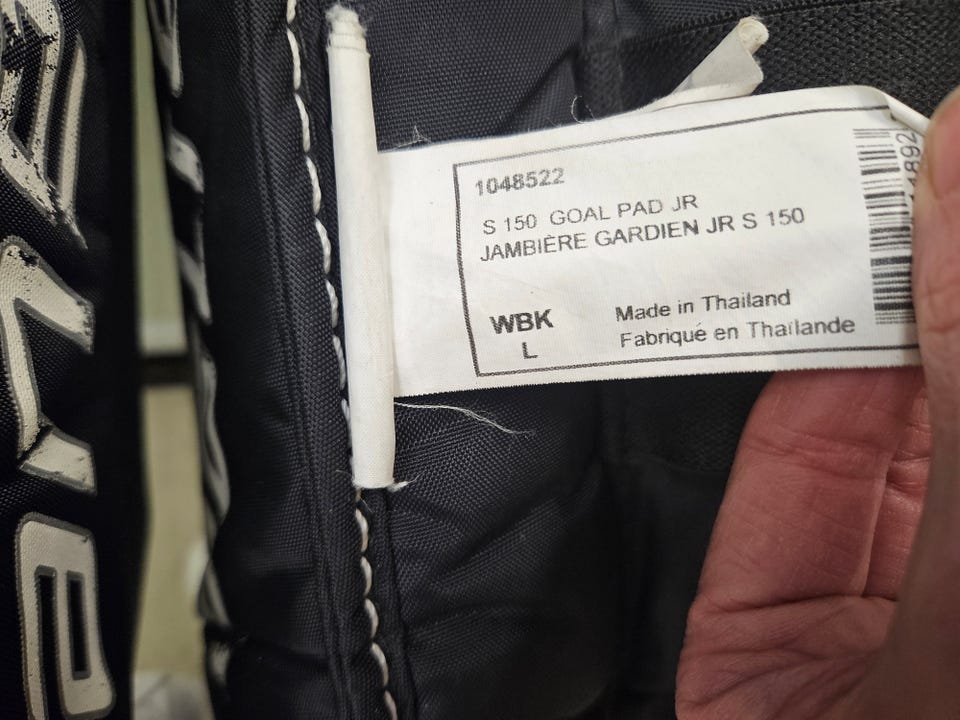 1048522
S 150 GOAL PAD JR
JAMBIÈRE GARDIEN JR S 150
WBK
L
Made in Thailand
Fabriqué en Thaïlande